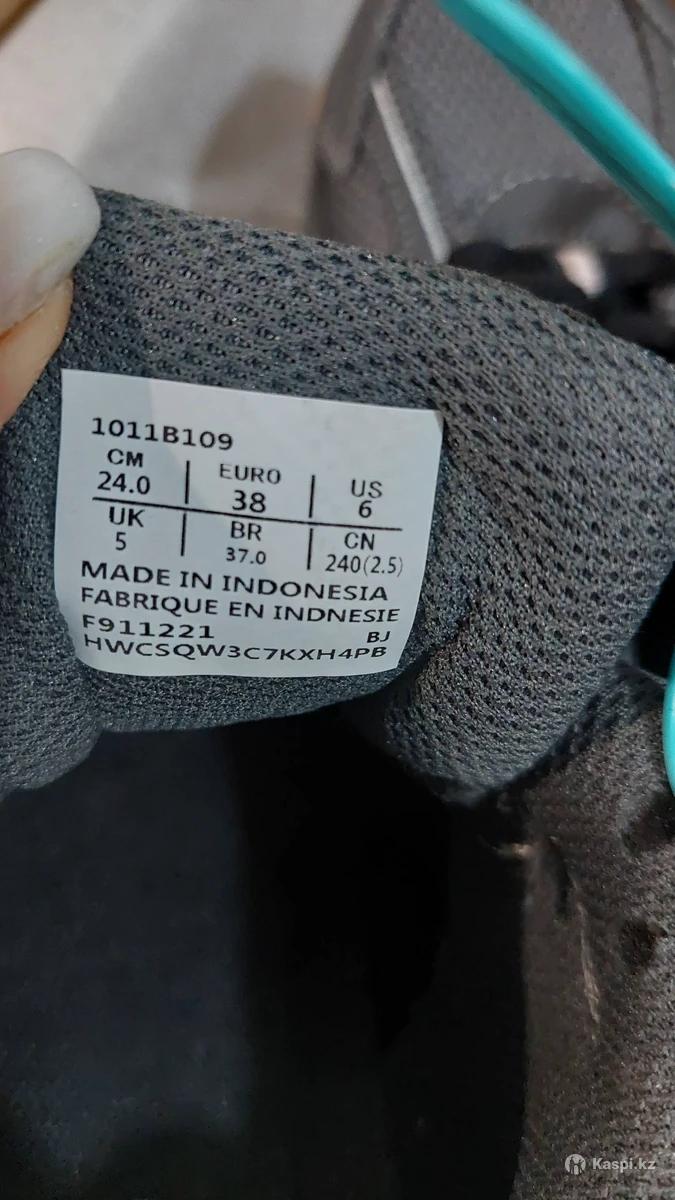 1011B109
CM EURO US
24.0 38 6
UK BR CN
5 37.0 240(2.5)
MADE IN INDONESIA
FABRIQUE EN INDNESIE
F911221 BJ
HWCSQW3C7KXH4PB
Kaspi.kz